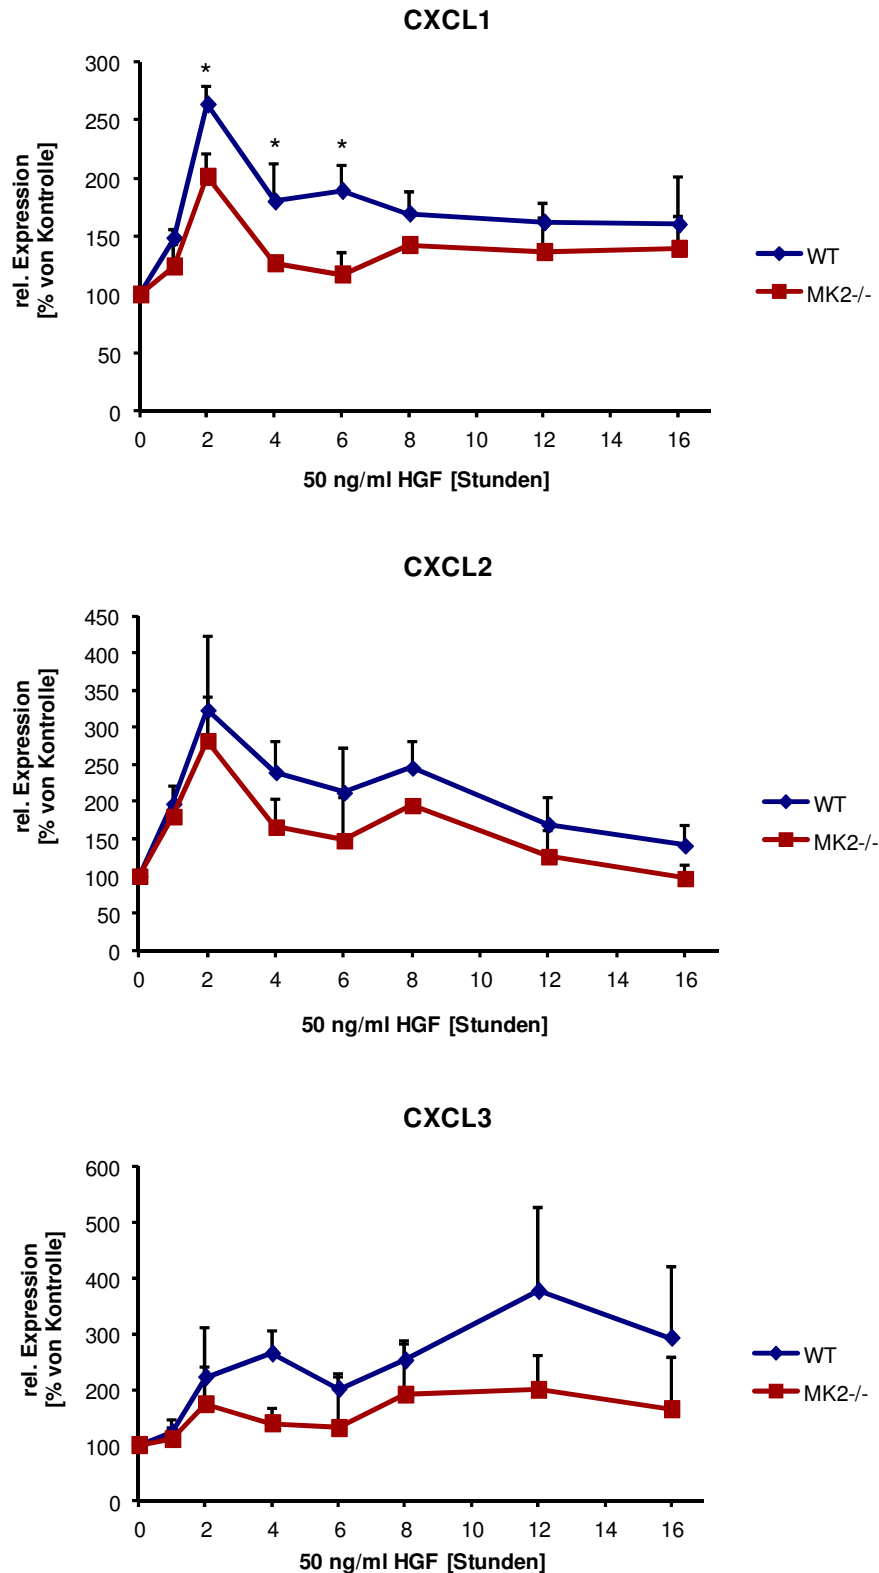 CXCL1
*
* *
rel. Expression
[% von Kontrolle]
300
250
200
150
100
50
0
0 2 4 6 8 10 12 14 16
50 ng/ml HGF [Stunden]
WT
MK2-/-
CXCL2
rel. Expression
[% von Kontrolle]
450
400
350
300
250
200
150
100
50
0
0 2 4 6 8 10 12 14 16
50 ng/ml HGF [Stunden]
WT
MK2-/-
CXCL3
rel. Expression
[% von Kontrolle]
600
500
400
300
200
100
0
0 2 4 6 8 10 12 14 16
50 ng/ml HGF [Stunden]
WT
MK2-/-